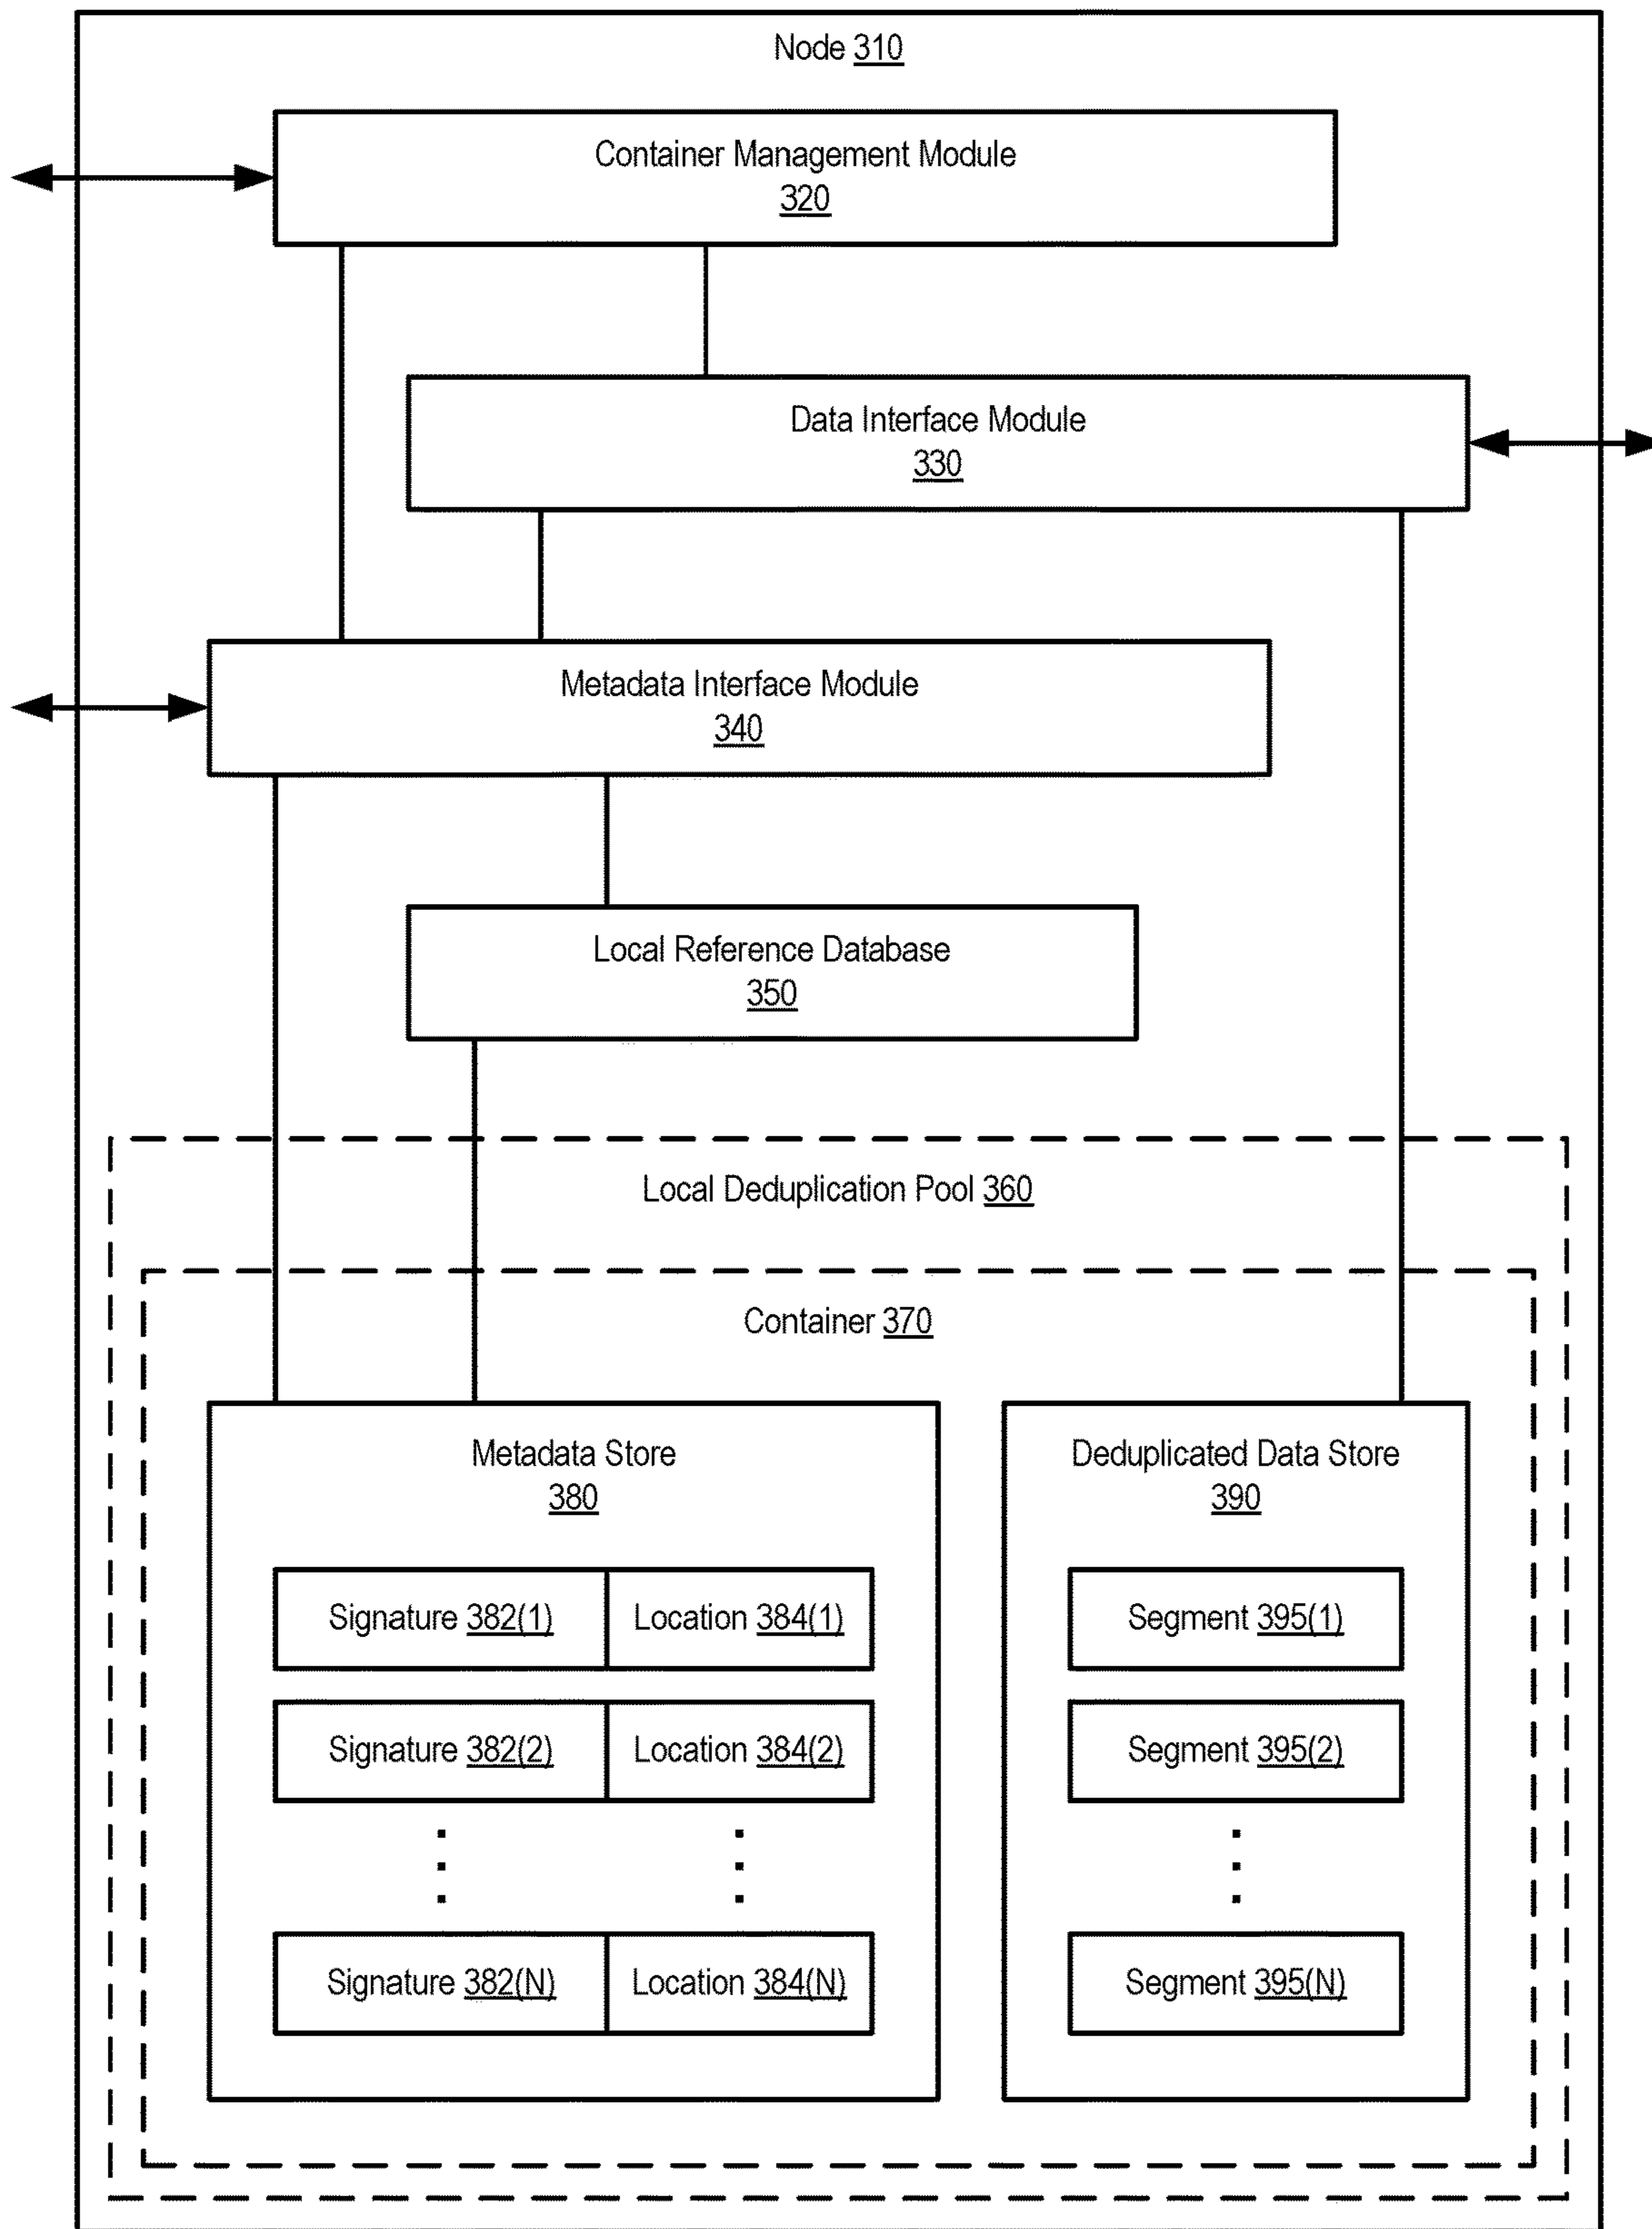 Node 310
Container Management Module
320
Data Interface Module
330
Metadata Interface Module
340
Local Reference Database
350
Local Deduplication Pool 360
Container 370
Metadata Store
380
Deduplicated Data Store
390
Signature 382(1) Location 384(1) Segment 395(1)
Signature 382(2) Location 384(2) Segment 395(2)
Signature 382(N) Location 384(N) Segment 395(N)